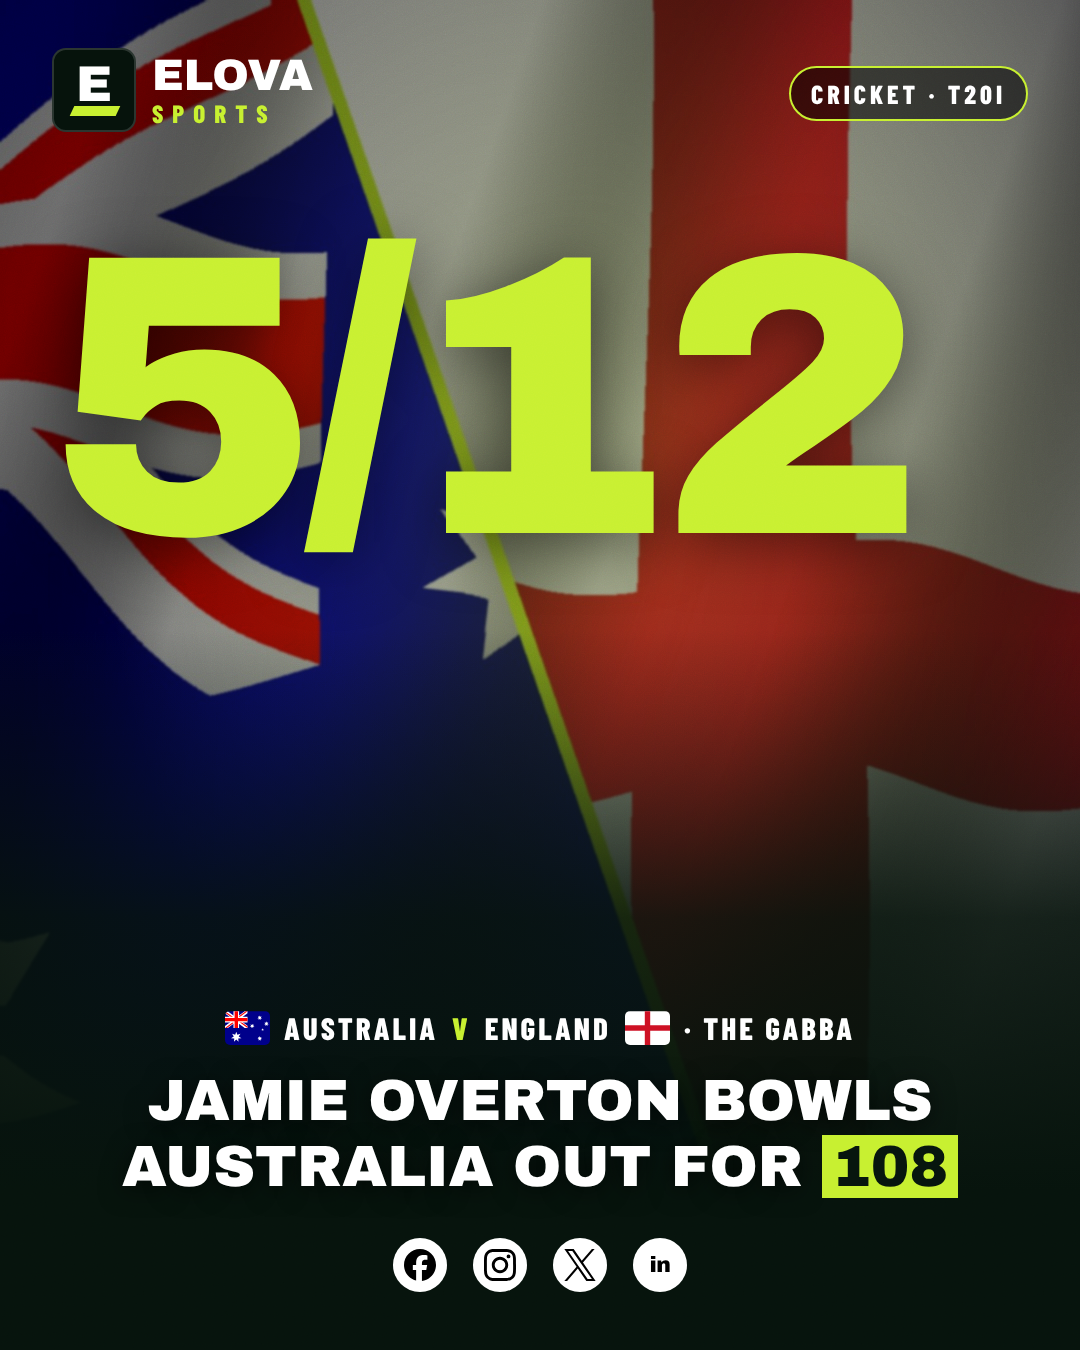 E
ELOVA
SPORTS
CRICKET · T20I
5/12
AUSTRALIA V ENGLAND · THE GABBA
JAMIE OVERTON BOWLS
AUSTRALIA OUT FOR 108
in